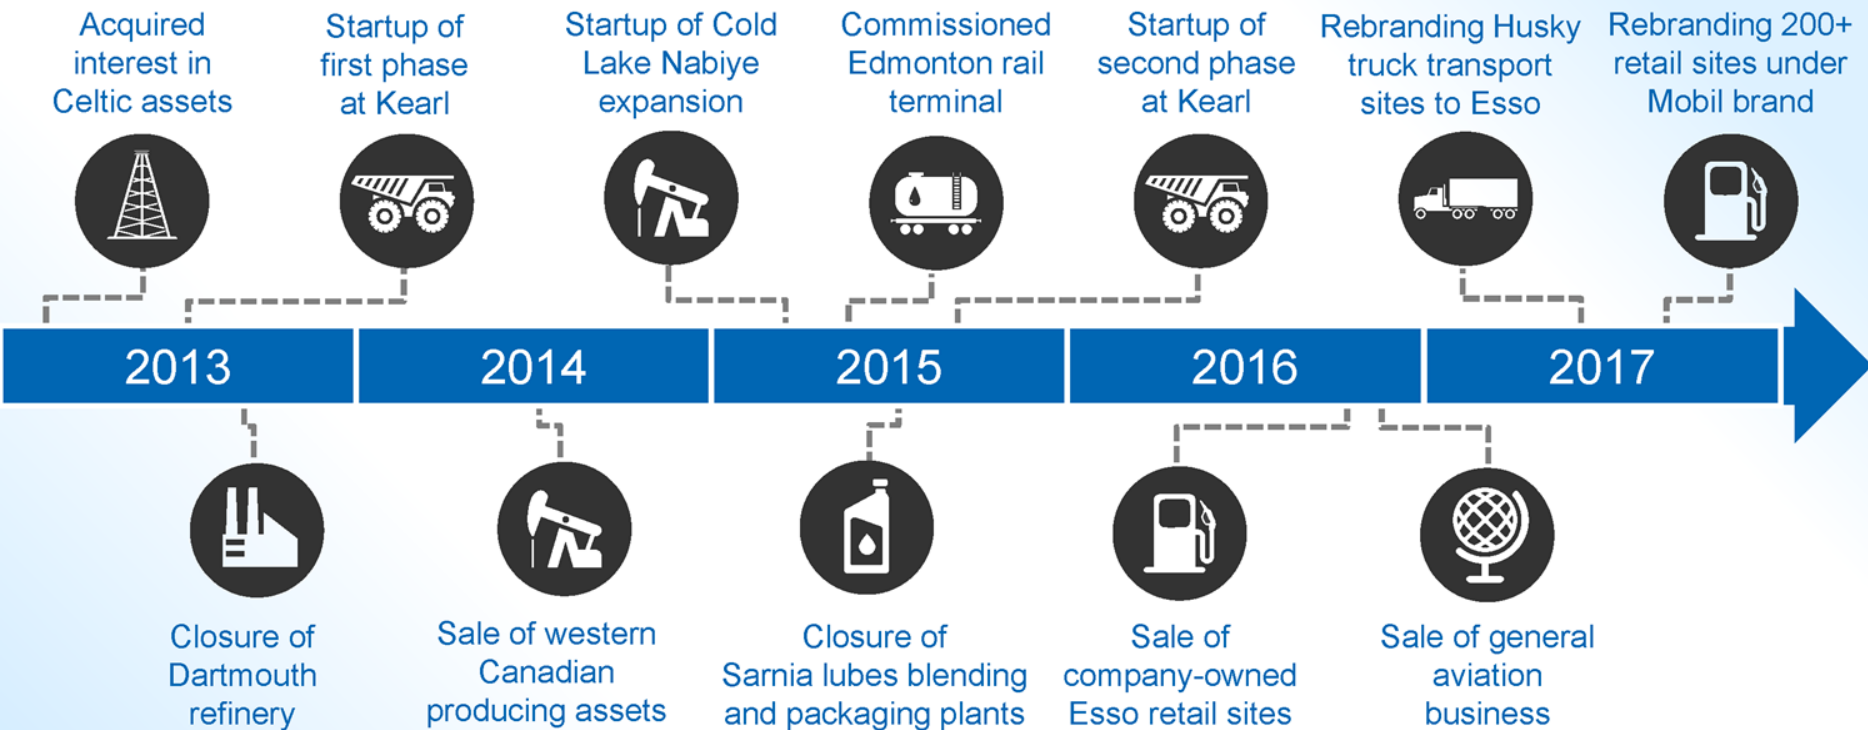 Acquired
interest in
Celtic assets
Startup of
first phase
at Kearl
Startup of Cold
Lake Nabiye
expansion
Commissioned
Edmonton rail
terminal
Startup of
second phase
at Kearl
Rebranding Husky
truck transport
sites to Esso
Rebranding 200+
retail sites under
Mobil brand
2013
2014
2015
2016
2017
Closure of
Dartmouth
refinery
Sale of western
Canadian
producing assets
Closure of
Sarnia lubes blending
and packaging plants
Sale of
company-owned
Esso retail sites
Sale of general
aviation
business